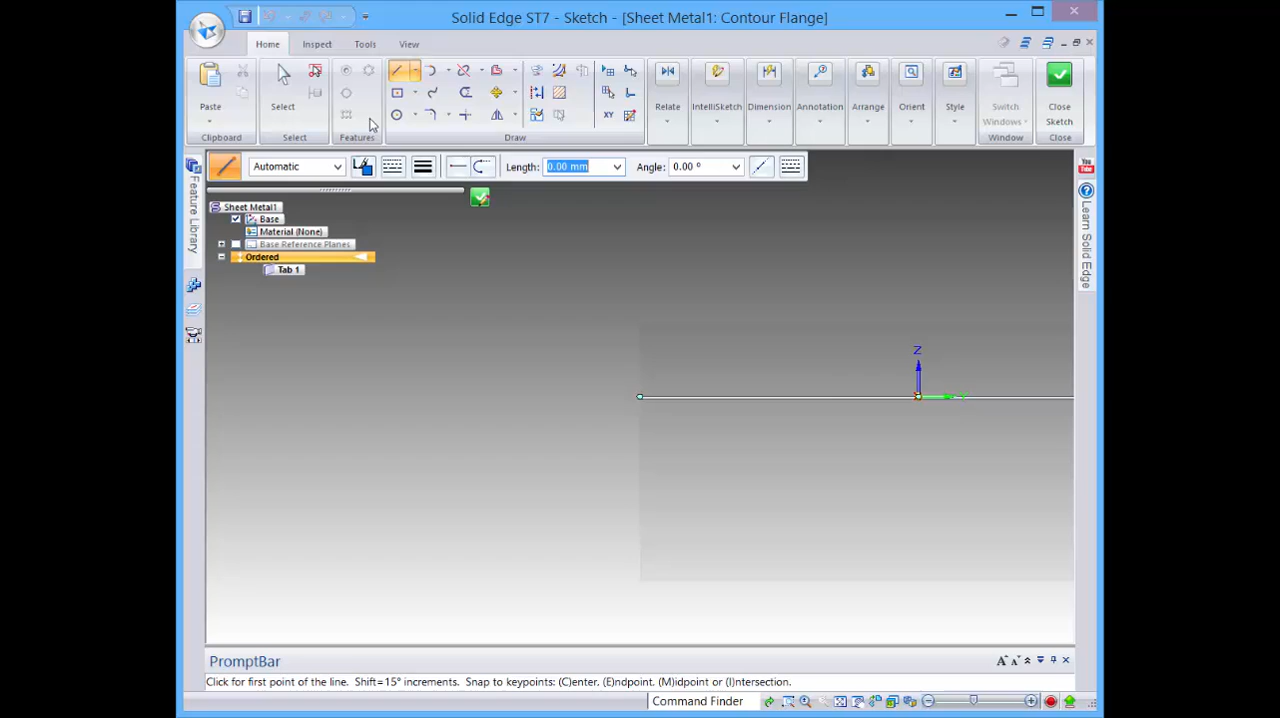 Solid Edge ST7 - Sketch - [Sheet Metal1: Contour Flange]
Home Inspect Tools View
Paste Select Relate IntelliSketch Dimension Annotation Arrange Orient Style Switch Windows Close Sketch
Clipboard Select Features Draw Window Close
Automatic Length: 0.00 mm Angle: 0.00 °
Feature Library
Sheet Metal1
Base
Material (None)
Base Reference Planes
Ordered
Tab 1
You Tube
Learn Solid Edge
Z
Y
PromptBar
Click for first point of the line. Shift=15° increments. Snap to keypoints: (C)enter. (E)ndpoint. (M)idpoint or (I)ntersection.
Command Finder